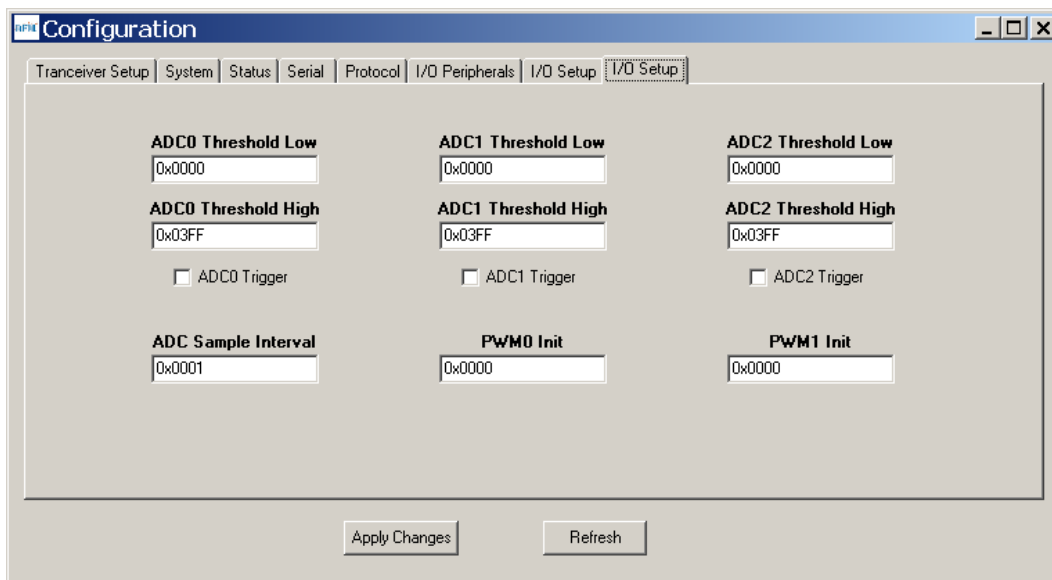 RFM Configuration
Tranceiver Setup System Status Serial Protocol I/O Peripherals I/O Setup I/O Setup
ADC0 Threshold Low ADC1 Threshold Low ADC2 Threshold Low
0x0000 0x0000 0x0000
ADC0 Threshold High ADC1 Threshold High ADC2 Threshold High
0x03FF 0x03FF 0x03FF
ADC0 Trigger ADC1 Trigger ADC2 Trigger
ADC Sample Interval PWM0 Init PWM1 Init
0x0001 0x0000 0x0000
Apply Changes Refresh